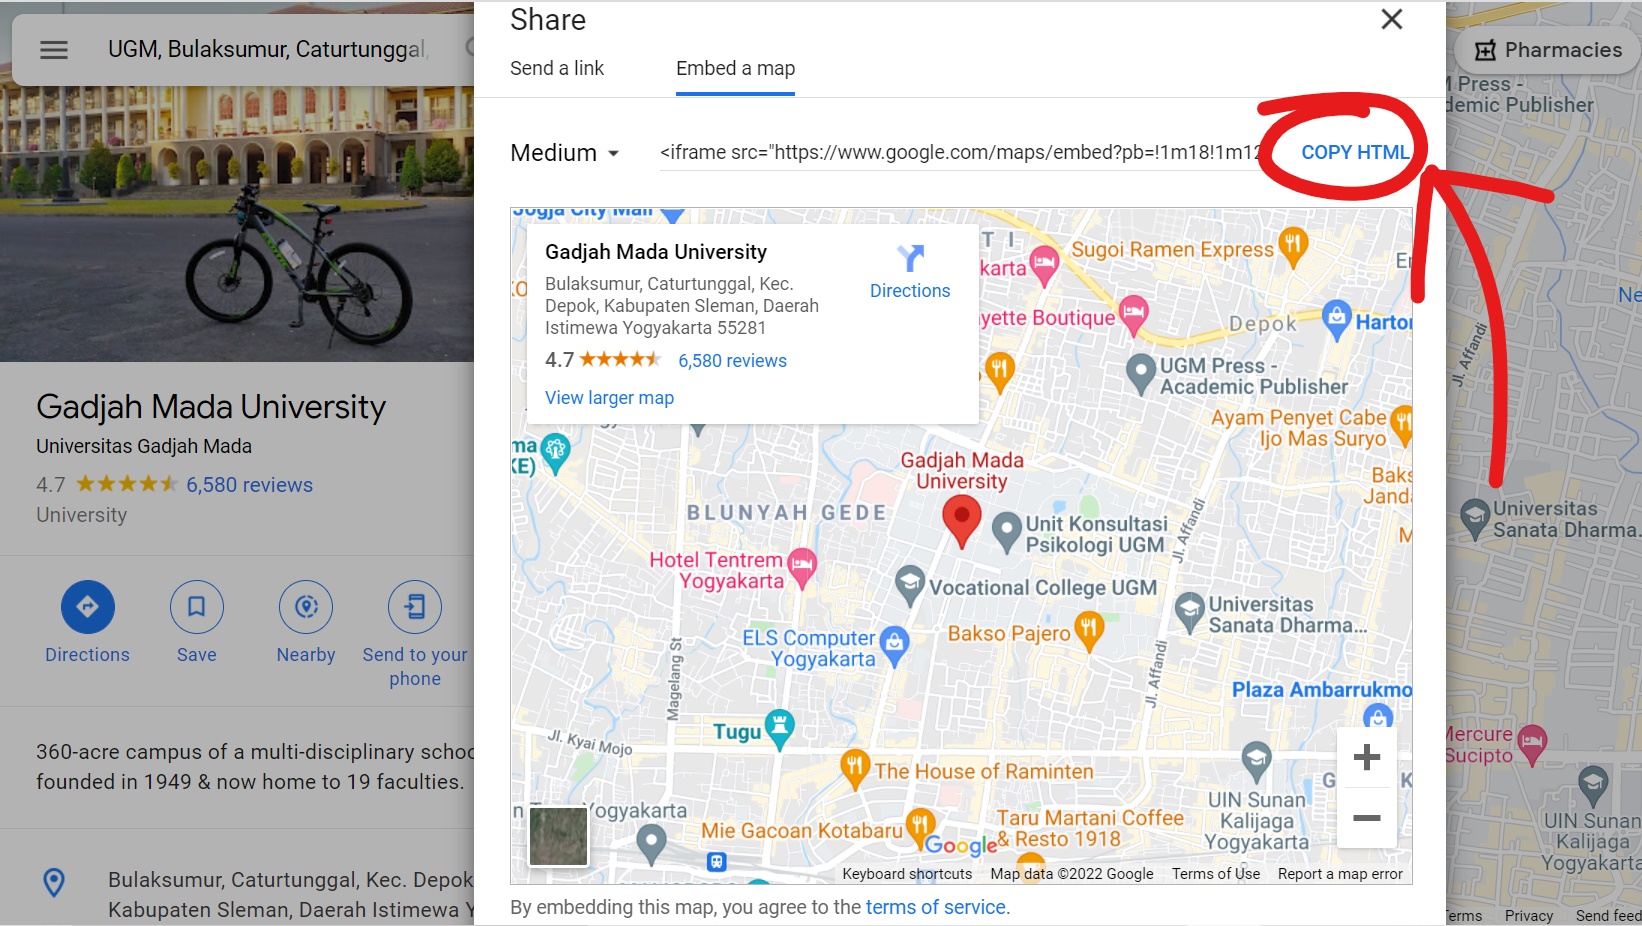 UGM, Bulaksumur, Caturtunggal,
Gadjah Mada University
Universitas Gadjah Mada
4.7 6,580 reviews
University
Directions
Save
Nearby
Send to your
phone
360-acre campus of a multi-disciplinary
founded in 1949 & now home to 19 faculties.
Bulaksumur, Caturtunggal, Kec. Depok
Kabupaten Sleman, Daerah Istimewa
Share
Send a link
Embed a map
Medium
<iframe src="https://www.google.com/maps/embed?pb=!1m18!1m12
COPY HTML
Jogja City Mall
Gadjah Mada University
Bulaksumur, Caturtunggal, Kec.
Depok, Kabupaten Sleman, Daerah
Istimewa Yogyakarta 55281
4.7 6,580 reviews
View larger map
Directions
Sugoi Ramen Express
karta
yette Boutique
Depok
Harto
UGM Press -
Academic Publisher
Ayam Penyet Cabe
Ijo Mas Suryo
Gadjah Mada
University
BLUNYAH GEDE
Unit Konsultasi
Psikologi UGM
Jl. Affandi
Hotel Tentrem
Yogyakarta
Vocational College UGM
Universitas
Sanata Dharma...
ELS Computer
Yogyakarta
Bakso Pajero
Magelang St
Jl. Affandi
Plaza Ambarrukmo
Tugu
Jl. Kyai Mojo
The House of Raminten
UIN Sunan
Kalijaga
Yogyakarta
Yogyakarta
Mie Gacoan Kotabaru
Taru Martani Coffee
& Resto 1918
Google
Keyboard shortcuts
Map data ©2022 Google
Terms of Use
Report a map error
By embedding this map, you agree to the terms of service.
Pharmacies
Press -
demic Publisher
Jl. Affandi
Universitas
Sanata Dharma...
Mercure
Sucipto
UIN Sunan
Kalijaga
Yogyakarta
Terms
Privacy
Send feed